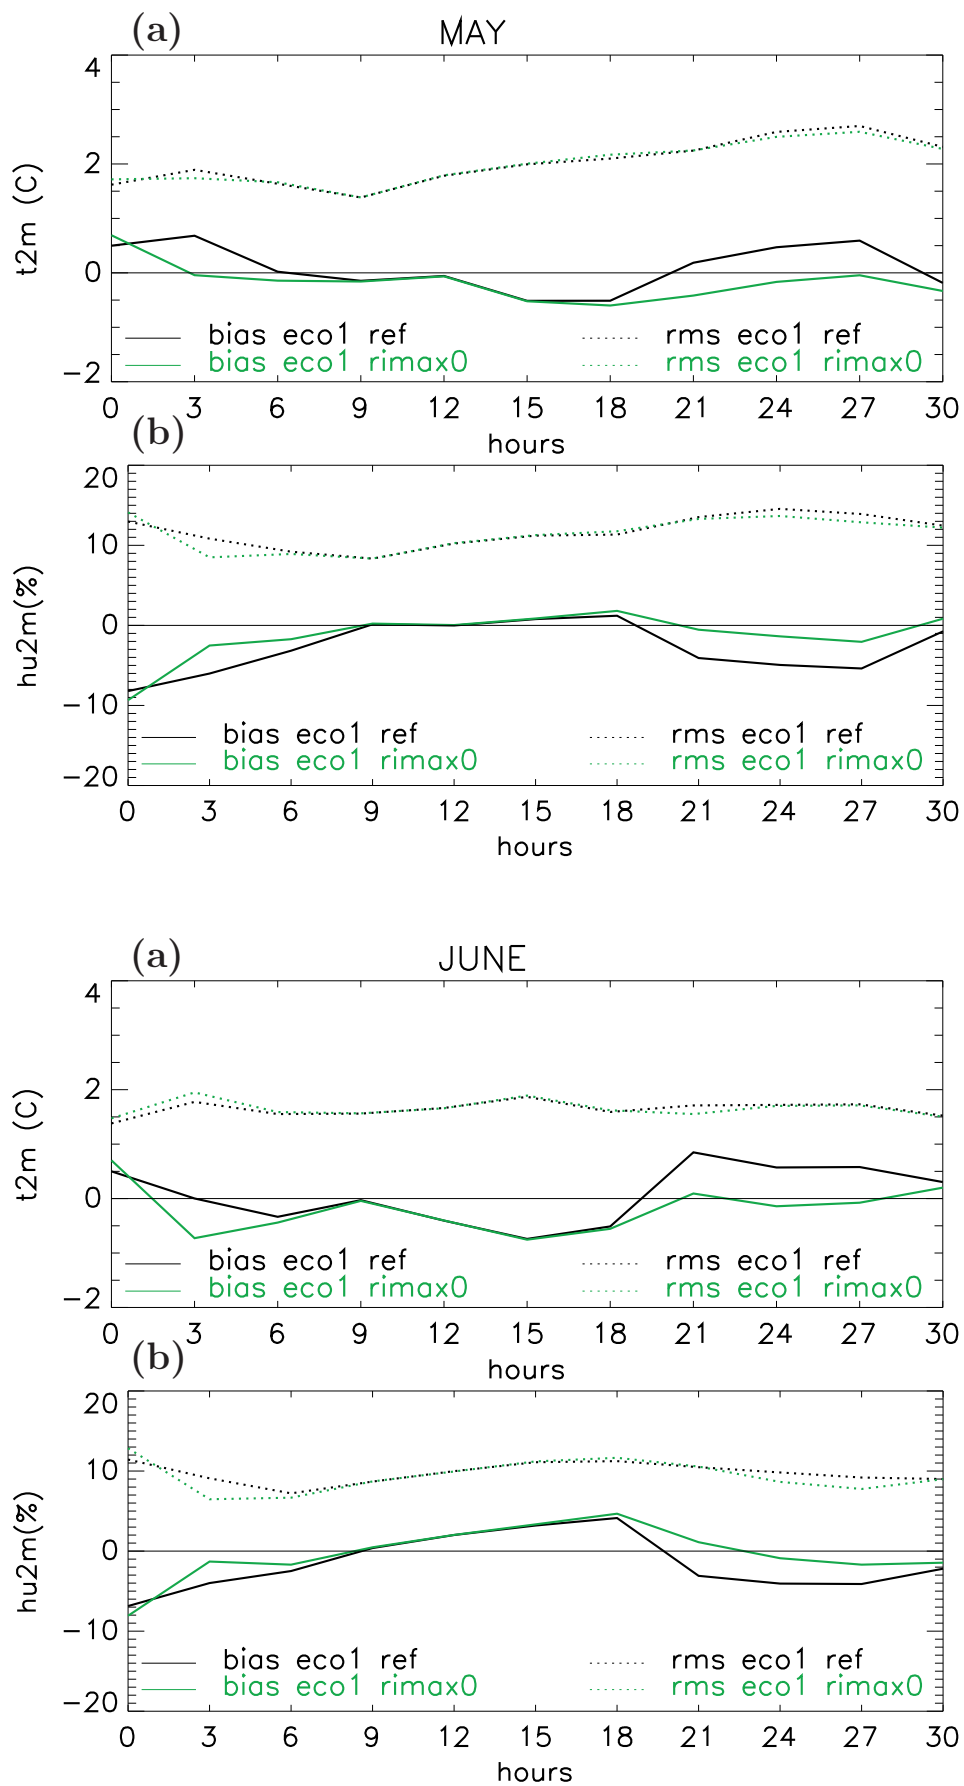 (a) MAY
4
2
0
-2
t2m (C)
bias eco1 ref rms eco1 ref
bias eco1 rimax0 rms eco1 rimax0
0 3 6 9 12 15 18 21 24 27 30
hours
(b)
20
10
0
-10
-20
hu2m(%)
bias eco1 ref rms eco1 ref
bias eco1 rimax0 rms eco1 rimax0
0 3 6 9 12 15 18 21 24 27 30
hours
(a) JUNE
4
2
0
-2
t2m (C)
bias eco1 ref rms eco1 ref
bias eco1 rimax0 rms eco1 rimax0
0 3 6 9 12 15 18 21 24 27 30
hours
(b)
20
10
0
-10
-20
hu2m(%)
bias eco1 ref rms eco1 ref
bias eco1 rimax0 rms eco1 rimax0
0 3 6 9 12 15 18 21 24 27 30
hours